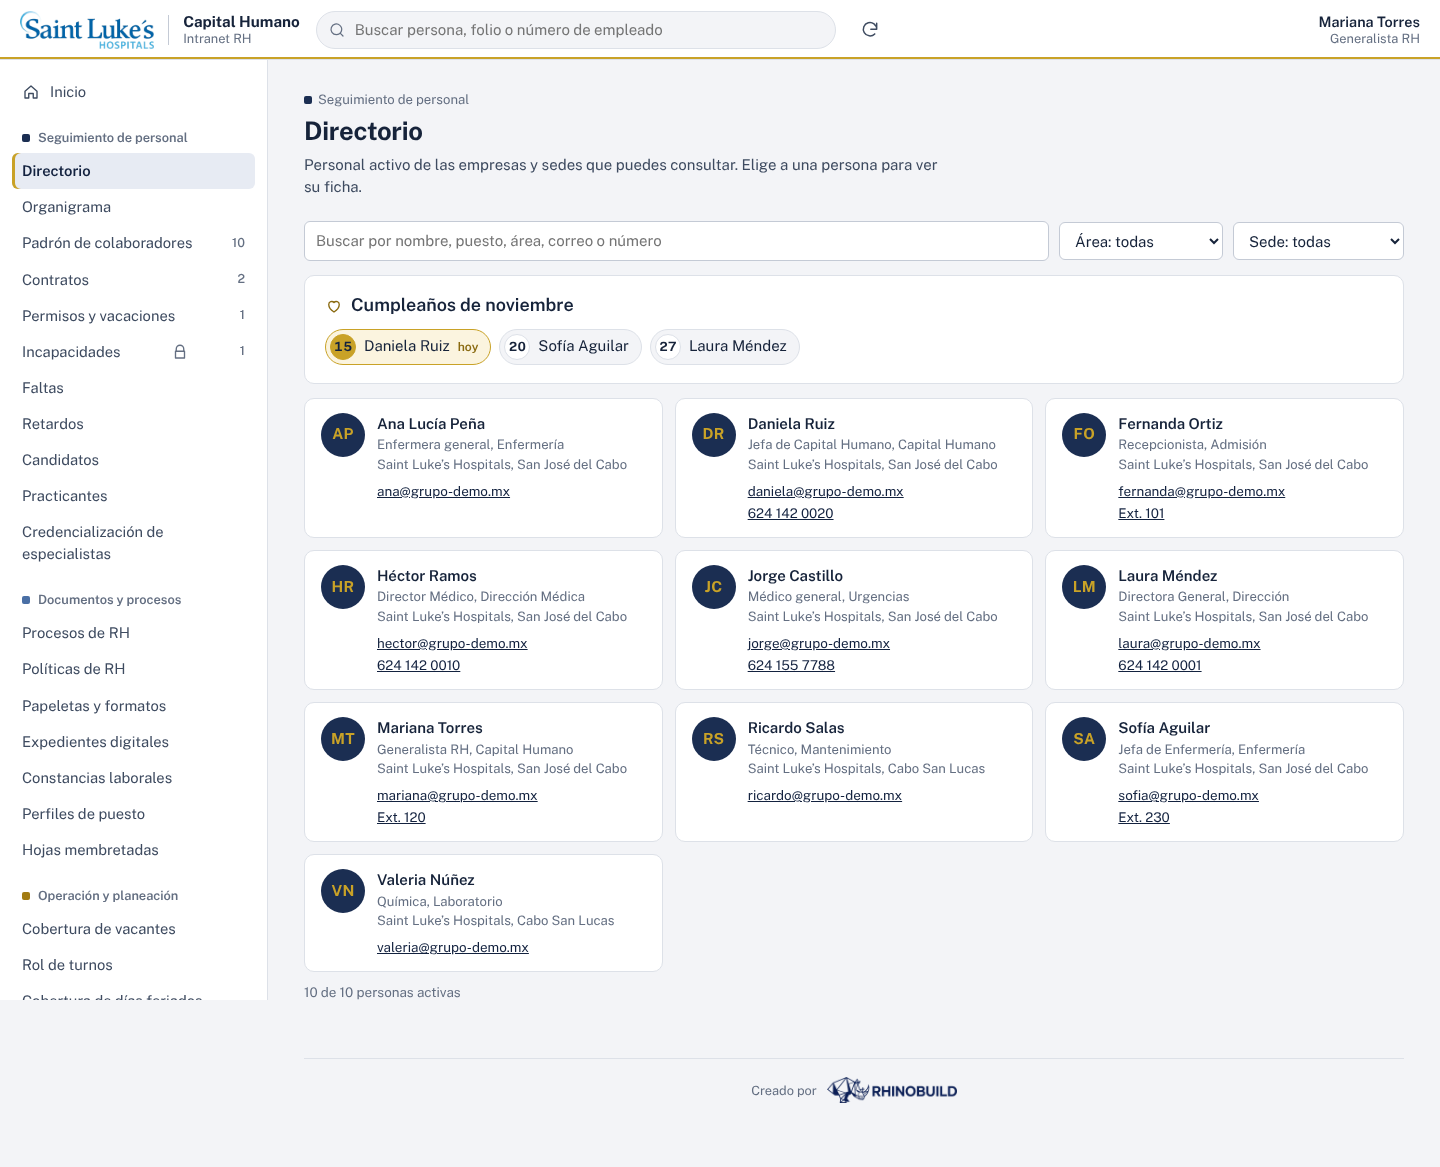 Saint Luke's
HOSPITALS
Capital Humano
Intranet RH
Buscar persona, folio o número de empleado
Mariana Torres
Generalista RH
Inicio
Seguimiento de personal
Directorio
Organigrama
Padrón de colaboradores 10
Contratos 2
Permisos y vacaciones 1
Incapacidades 1
Faltas
Retardos
Candidatos
Practicantes
Credencialización de
especialistas
Documentos y procesos
Procesos de RH
Políticas de RH
Papeletas y formatos
Expedientes digitales
Constancias laborales
Perfiles de puesto
Hojas membretadas
Operación y planeación
Cobertura de vacantes
Rol de turnos
Cobertura de días feriados
Seguimiento de personal
Directorio
Personal activo de las empresas y sedes que puedes consultar. Elige a una persona para ver
su ficha.
Buscar por nombre, puesto, área, correo o número
Área: todas
Sede: todas
Cumpleaños de noviembre
15 Daniela Ruiz hoy
20 Sofía Aguilar
27 Laura Méndez
AP
Ana Lucía Peña
Enfermera general, Enfermería
Saint Luke's Hospitals, San José del Cabo
ana@grupo-demo.mx
DR
Daniela Ruiz
Jefa de Capital Humano, Capital Humano
Saint Luke's Hospitals, San José del Cabo
daniela@grupo-demo.mx
624 142 0020
FO
Fernanda Ortiz
Recepcionista, Admisión
Saint Luke's Hospitals, San José del Cabo
fernanda@grupo-demo.mx
Ext. 101
HR
Héctor Ramos
Director Médico, Dirección Médica
Saint Luke's Hospitals, San José del Cabo
hector@grupo-demo.mx
624 142 0010
JC
Jorge Castillo
Médico general, Urgencias
Saint Luke's Hospitals, San José del Cabo
jorge@grupo-demo.mx
624 155 7788
LM
Laura Méndez
Directora General, Dirección
Saint Luke's Hospitals, San José del Cabo
laura@grupo-demo.mx
624 142 0001
MT
Mariana Torres
Generalista RH, Capital Humano
Saint Luke's Hospitals, San José del Cabo
mariana@grupo-demo.mx
Ext. 120
RS
Ricardo Salas
Técnico, Mantenimiento
Saint Luke's Hospitals, Cabo San Lucas
ricardo@grupo-demo.mx
SA
Sofía Aguilar
Jefa de Enfermería, Enfermería
Saint Luke's Hospitals, San José del Cabo
sofia@grupo-demo.mx
Ext. 230
VN
Valeria Núñez
Química, Laboratorio
Saint Luke's Hospitals, Cabo San Lucas
valeria@grupo-demo.mx
10 de 10 personas activas
Creado por RHINOBUILD